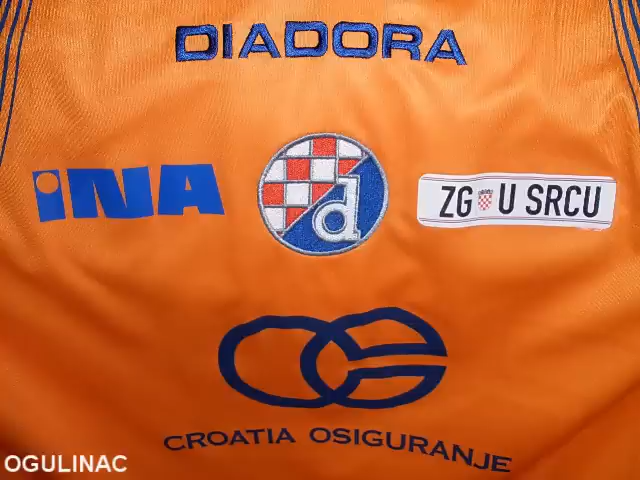 DIADORA
INA
d
ZG U SRCU
CROATIA OSIGURANJE
OGULINAC